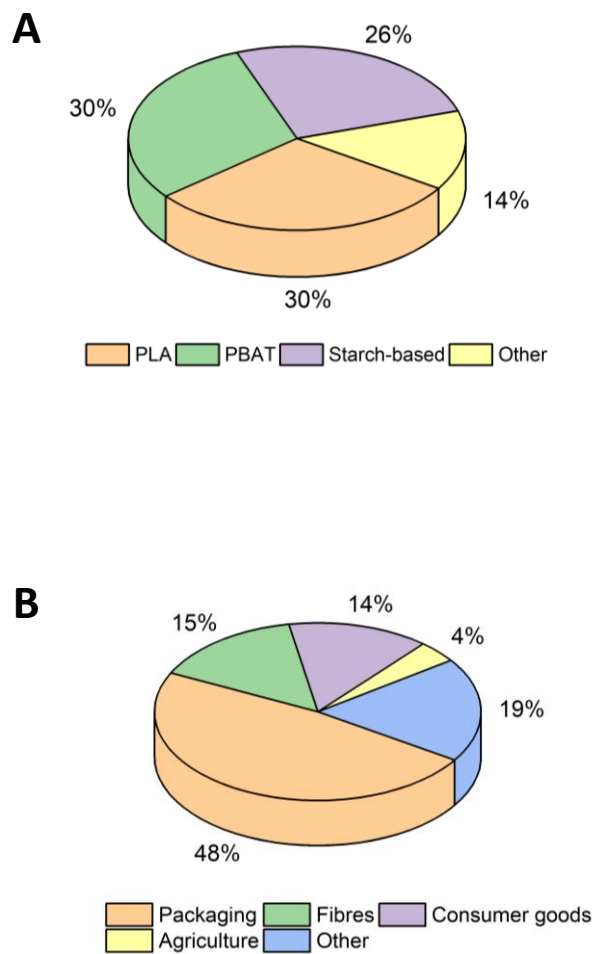 A
26%
30%
14%
30%
PLA PBAT Starch-based Other
B
14%
15%
4%
19%
48%
Packaging Fibres Consumer goods
Agriculture Other